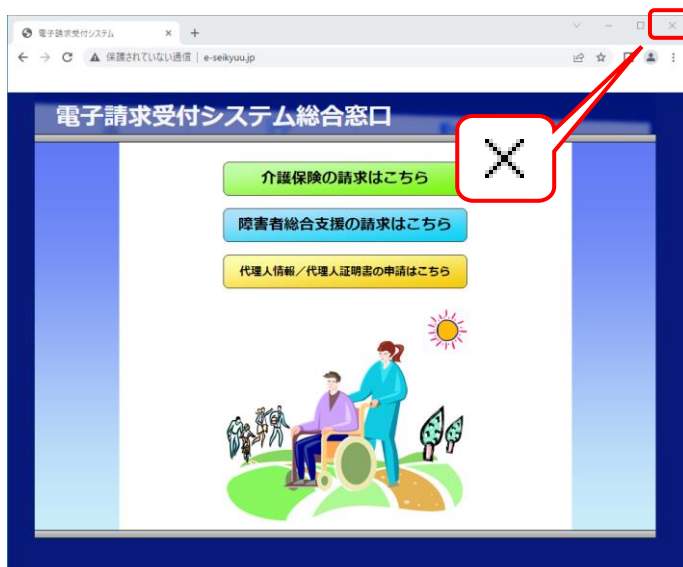 電子請求受付システム
保護されていない通信 | e-seikyuu.jp
電子請求受付システム総合窓口
介護保険の請求はこちら
障害者総合支援の請求はこちら
代理人情報／代理人証明書の申請はこちら